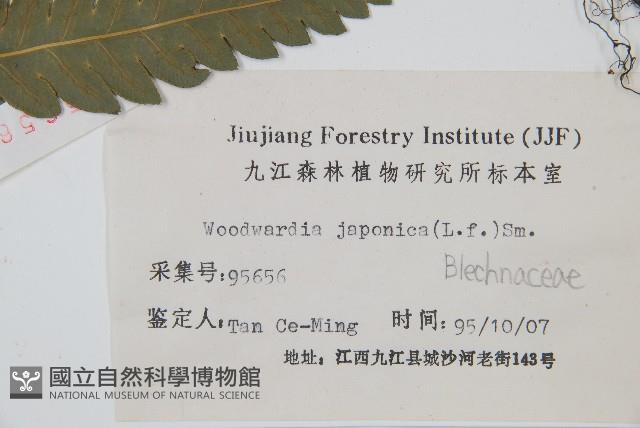 Jiujiang Forestry Institute (JJF)
九江森林植物研究所标本室
Woodwardia japonica(L.f.)Sm.
采集号:95656
Blechnaceae
鉴定人:Tan Ce-Ming 时间:95/10/07
地址:江西九江县城沙河老街143号
國立自然科學博物館
NATIONAL MUSEUM OF NATURAL SCIENCE